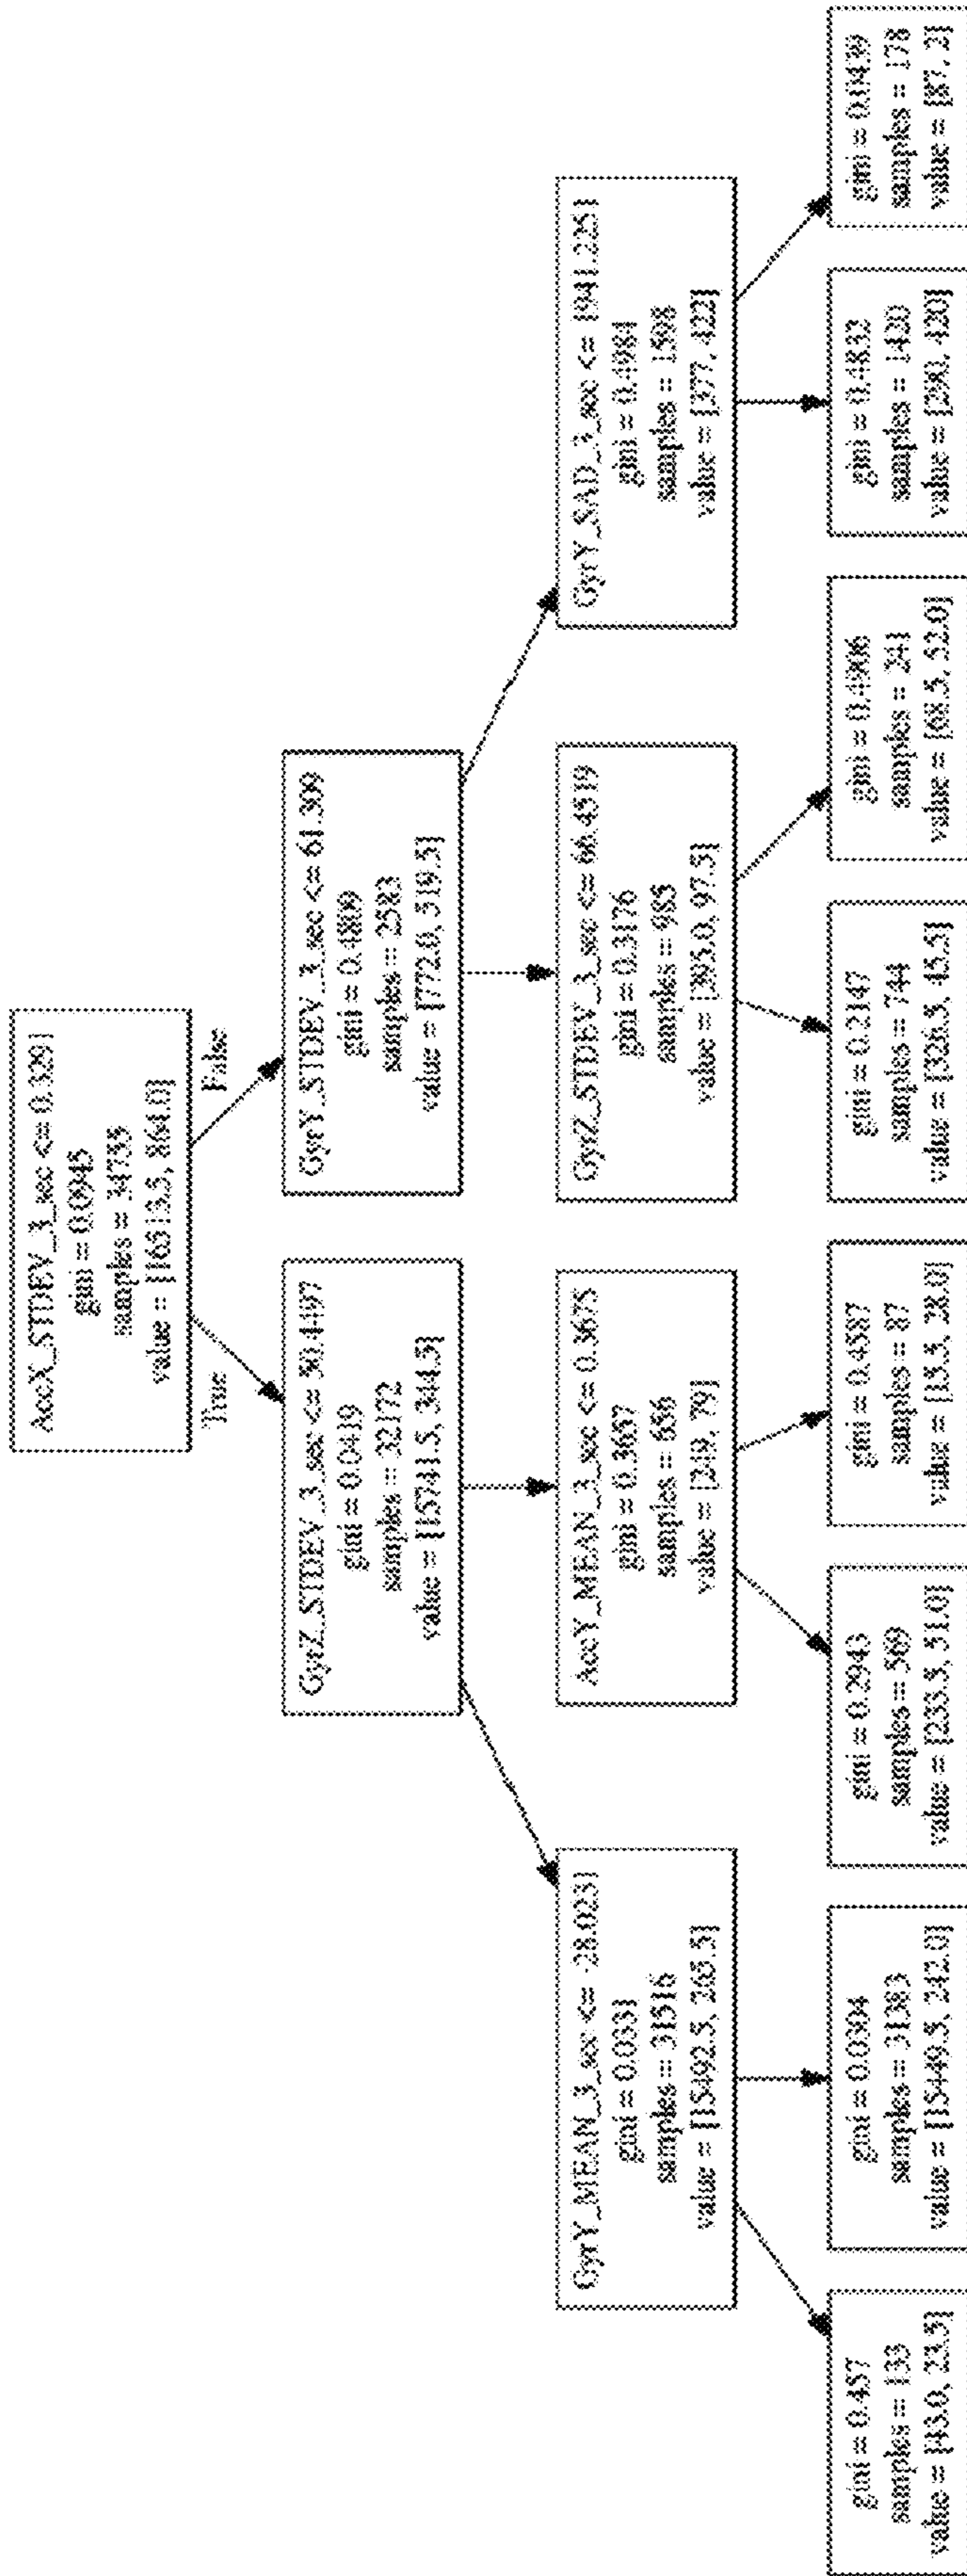 AccX_STDEV_3_sec <= 0.3291
gini = 0.0945
samples = 34755
value = [16513.5, 864.0]
True
False
GyrZ_STDEV_3_sec <= 50.4497
gini = 0.0419
samples = 32172
value = [15741.5, 344.5]
GyrY_STDEV_3_sec <= 61.309
gini = 0.4809
samples = 2583
value = [772.0, 519.5]
GyrY_MEAN_3_sec <= -28.0231
gini = 0.0331
samples = 31516
value = [15492.5, 265.5]
AccY_MEAN_3_sec <= 0.3675
gini = 0.3657
samples = 656
value = [249, 79]
GyrZ_STDEV_3_sec <= 66.4519
gini = 0.3176
samples = 985
value = [395.0, 97.5]
GyrY_SAD_3_sec <= 1941.2251
gini = 0.4984
samples = 1598
value = [377, 422]
gini = 0.457
samples = 133
value = [43.0, 23.5]
gini = 0.0304
samples = 31383
value = [15449.5, 242.0]
gini = 0.2943
samples = 569
value = [233.5, 51.0]
gini = 0.4587
samples = 87
value = [15.5, 28.0]
gini = 0.2147
samples = 744
value = [326.5, 45.5]
gini = 0.4906
samples = 241
value = [68.5, 52.0]
gini = 0.4832
samples = 1420
value = [290, 420]
gini = 0.0439
samples = 178
value = [87, 2]